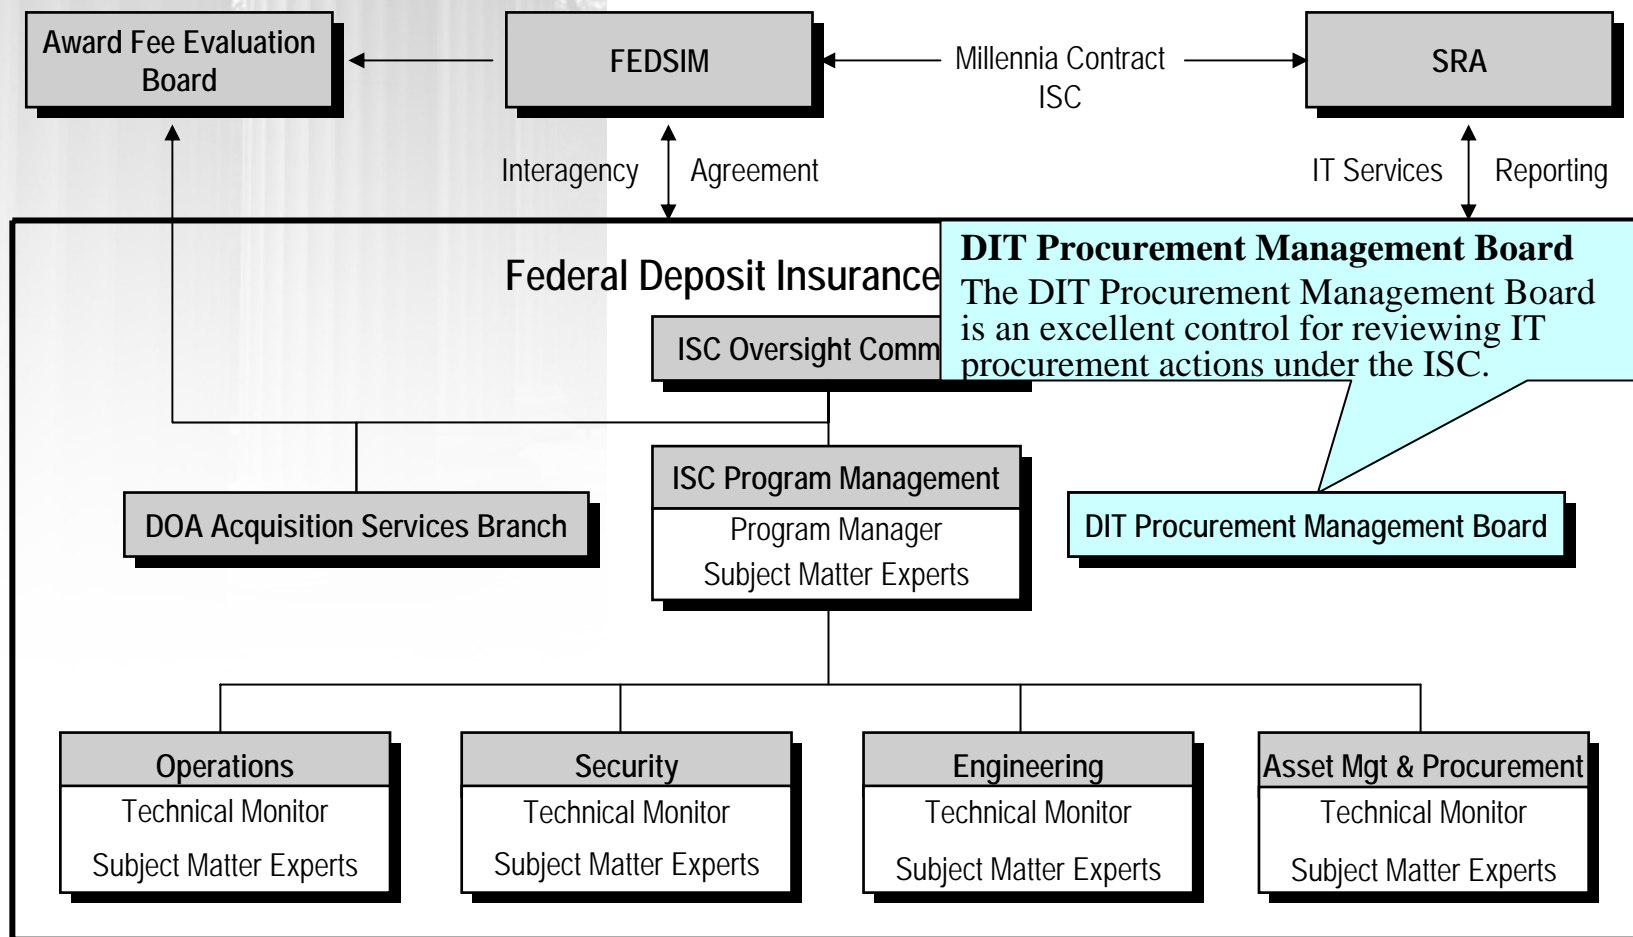 Award Fee Evaluation
Board
FEDSIM
Millennia Contract
ISC
SRA
Interagency
Agreement
IT Services
Reporting
Federal Deposit Insurance
DIT Procurement Management Board
The DIT Procurement Management Board
is an excellent control for reviewing IT
procurement actions under the ISC.
ISC Oversight Comm
ISC Program Management
Program Manager
Subject Matter Experts
DOA Acquisition Services Branch
DIT Procurement Management Board
Operations
Technical Monitor
Subject Matter Experts
Security
Technical Monitor
Subject Matter Experts
Engineering
Technical Monitor
Subject Matter Experts
Asset Mgt & Procurement
Technical Monitor
Subject Matter Experts